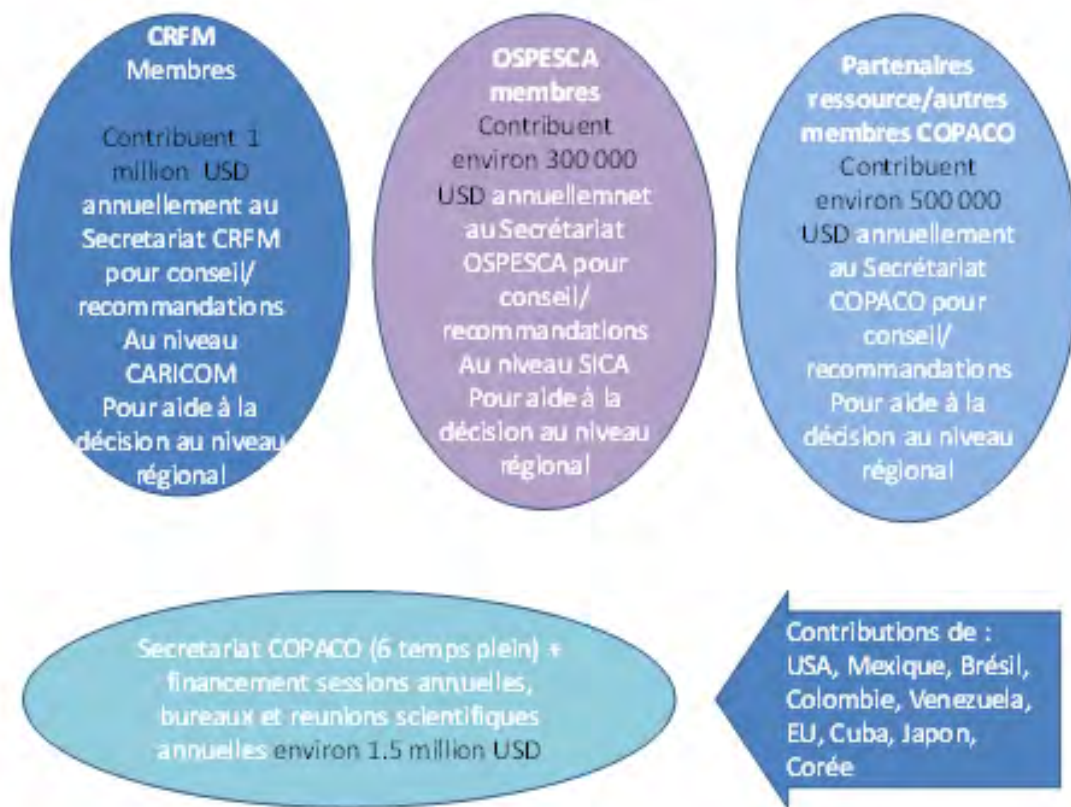 CRFM
Membres
Contribuent 1
million USD
annuellement au
Secretariat CRFM
pour conseil/
recommandations
Au niveau
CARICOM
Pour aide à la
décision au niveau
régional
OSPESCA
membres
Contribuent
environ 300 000
USD annuellemnet
au Secrétariat
OSPESCA pour
conseil/
recommandations
Au niveau SICA
Pour aide à la
décision au niveau
régional
Partenaires
ressource/autres
membres COPACO
Contribuent
environ 500 000
USD annuellement
au Secrétariat
COPACO pour
conseil/
recommandations
Pour aide à la
décision au niveau
régional
Secretariat COPACO (6 temps plein) +
financement sessions annuelles,
bureaux et reunions scientifiques
annuelles environ 1.5 million USD
Contributions de :
USA, Mexique, Brésil,
Colombie, Venezuela,
EU, Cuba, Japon,
Corée